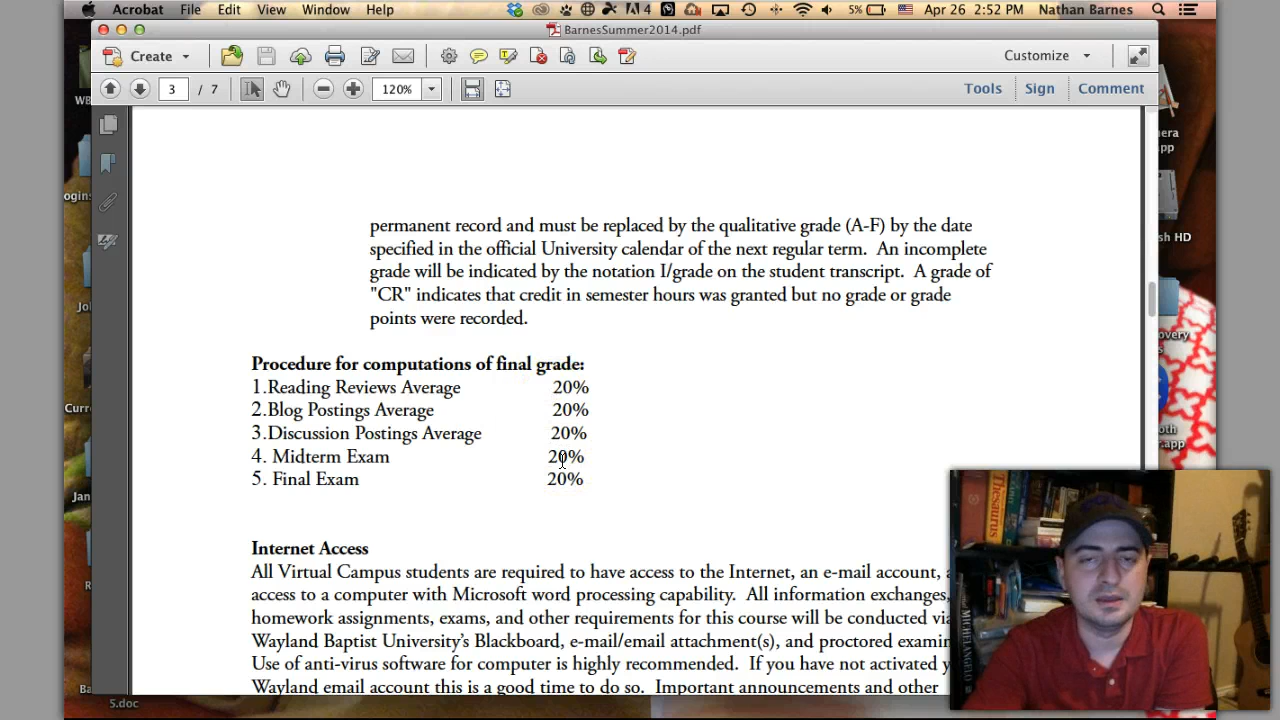 Acrobat File Edit View Window Help 4 5% Apr 26 2:52 PM Nathan Barnes
BarnesSummer2014.pdf
Create Customize
3 / 7 120% Tools Sign Comment
permanent record and must be replaced by the qualitative grade (A-F) by the date
specified in the official University calendar of the next regular term. An incomplete
grade will be indicated by the notation I/grade on the student transcript. A grade of
"CR" indicates that credit in semester hours was granted but no grade or grade
points were recorded.
Procedure for computations of final grade:
1.Reading Reviews Average 20%
2.Blog Postings Average 20%
3.Discussion Postings Average 20%
4. Midterm Exam 20%
5. Final Exam 20%
Internet Access
All Virtual Campus students are required to have access to the Internet, an e-mail account,
access to a computer with Microsoft word processing capability. All information exchanges,
homework assignments, exams, and other requirements for this course will be conducted
Wayland Baptist University's Blackboard, e-mail/email attachment(s), and proctored
Use of anti-virus software for computer is highly recommended. If you have not activated
Wayland email account this is a good time to do so. Important announcements and other
5.doc
Thesaurus
MICHELANGELO